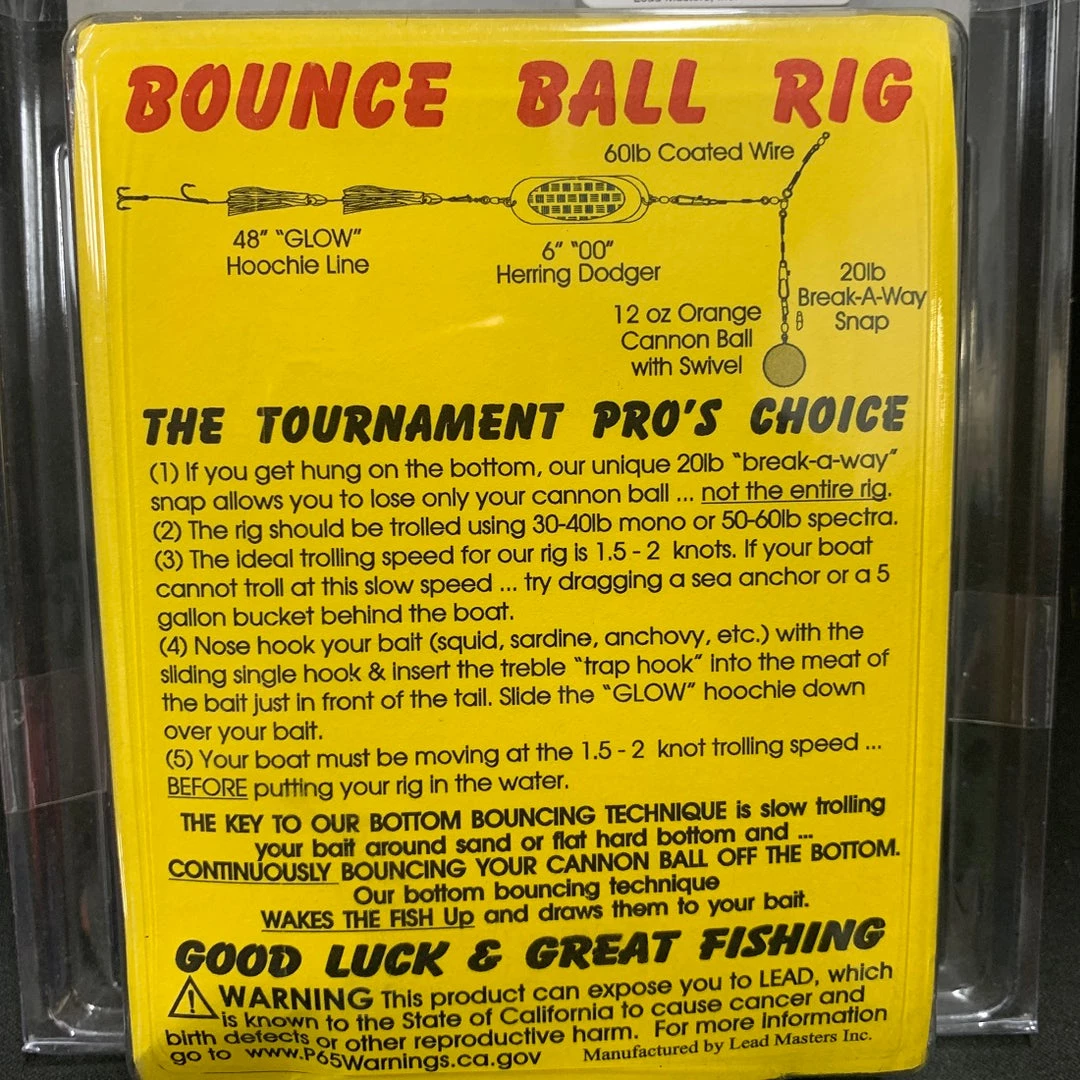 BOUNCE BALL RIG
60lb Coated Wire
48" "GLOW"
Hoochie Line
6" "00"
Herring Dodger
20lb
Break-A-Way
Snap
12 oz Orange
Cannon Ball
with Swivel
THE TOURNAMENT PRO'S CHOICE
(1) If you get hung on the bottom, our unique 20lb "break-a-way"
snap allows you to lose only your cannon ball ... not the entire rig.
(2) The rig should be trolled using 30-40lb mono or 50-60lb spectra.
(3) The ideal trolling speed for our rig is 1.5 - 2 knots. If your boat
cannot troll at this slow speed ... try dragging a sea anchor or a 5
gallon bucket behind the boat.
(4) Nose hook your bait (squid, sardine, anchovy, etc.) with the
sliding single hook & insert the treble "trap hook" into the meat of
the bait just in front of the tail. Slide the "GLOW" hoochie down
over your bait.
(5) Your boat must be moving at the 1.5 - 2 knot trolling speed ...
BEFORE putting your rig in the water.
THE KEY TO OUR BOTTOM BOUNCING TECHNIQUE is slow trolling
your bait around sand or flat hard bottom and ...
CONTINUOUSLY BOUNCING YOUR CANNON BALL OFF THE BOTTOM.
Our bottom bouncing technique
WAKES THE FISH Up and draws them to your bait.
GOOD LUCK & GREAT FISHING
WARNING This product can expose you to LEAD, which
is known to the State of California to cause cancer and
birth defects or other reproductive harm. For more information
go to www.P65Warnings.ca.gov
Manufactured by Lead Masters Inc.